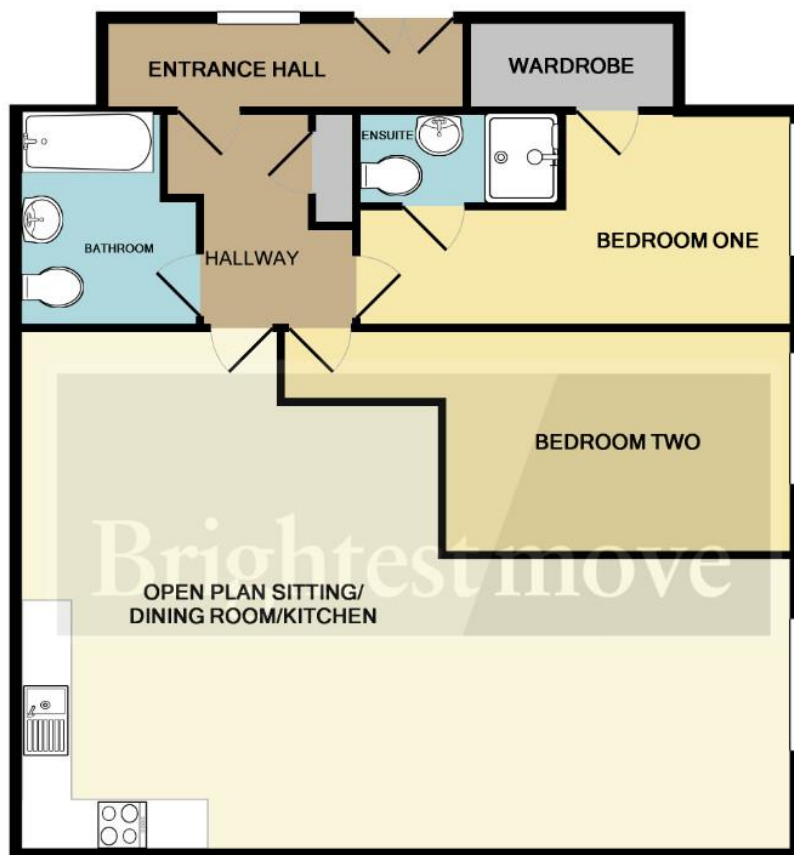 ENTRANCE HALL
WARDROBE
ENSUITE
BATHROOM
HALLWAY
BEDROOM ONE
BEDROOM TWO
Brightest move
OPEN PLAN SITTING/
DINING ROOM/KITCHEN